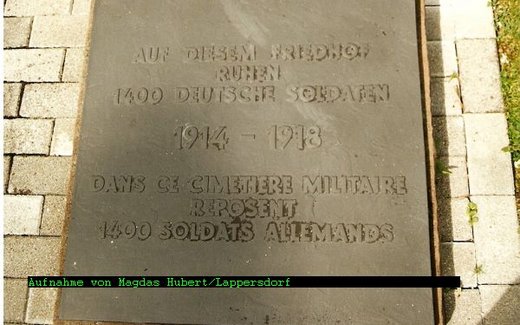 AUF DIESEM FRIEDHOF
RUHEN
1400 DEUTSCHE SOLDATEN
1914 - 1918
DANS CE CIMETIERE MILITAIRE
REPOSENT
1400 SOLDATS ALLEMANDS
Aufnahme von Magdas Hubert/Lappersdorf